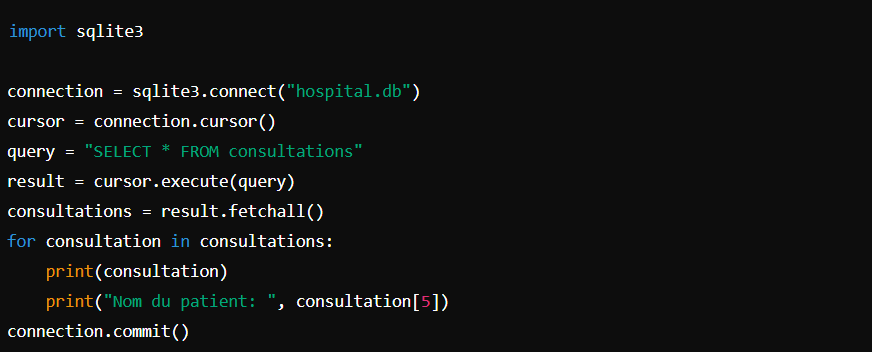 import sqlite3

connection = sqlite3.connect("hospital.db")
cursor = connection.cursor()
query = "SELECT * FROM consultations"
result = cursor.execute(query)
consultations = result.fetchall()
for consultation in consultations:
    print(consultation)
    print("Nom du patient: ", consultation[5])
connection.commit()